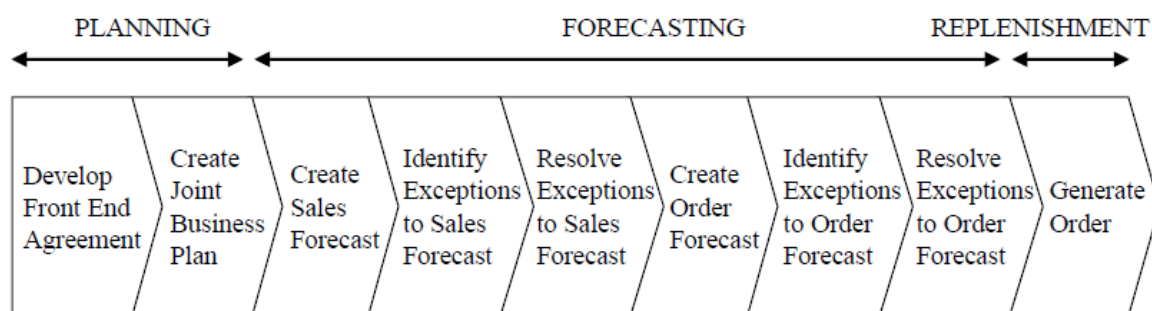 PLANNING
FORECASTING
REPLENISHMENT
Develop
Front End
Agreement
Create
Joint
Business
Plan
Create
Sales
Forecast
Identify
Exceptions
to Sales
Forecast
Resolve
Exceptions
to Sales
Forecast
Create
Order
Forecast
Identify
Exceptions
to Order
Forecast
Resolve
Exceptions
to Order
Forecast
Generate
Order